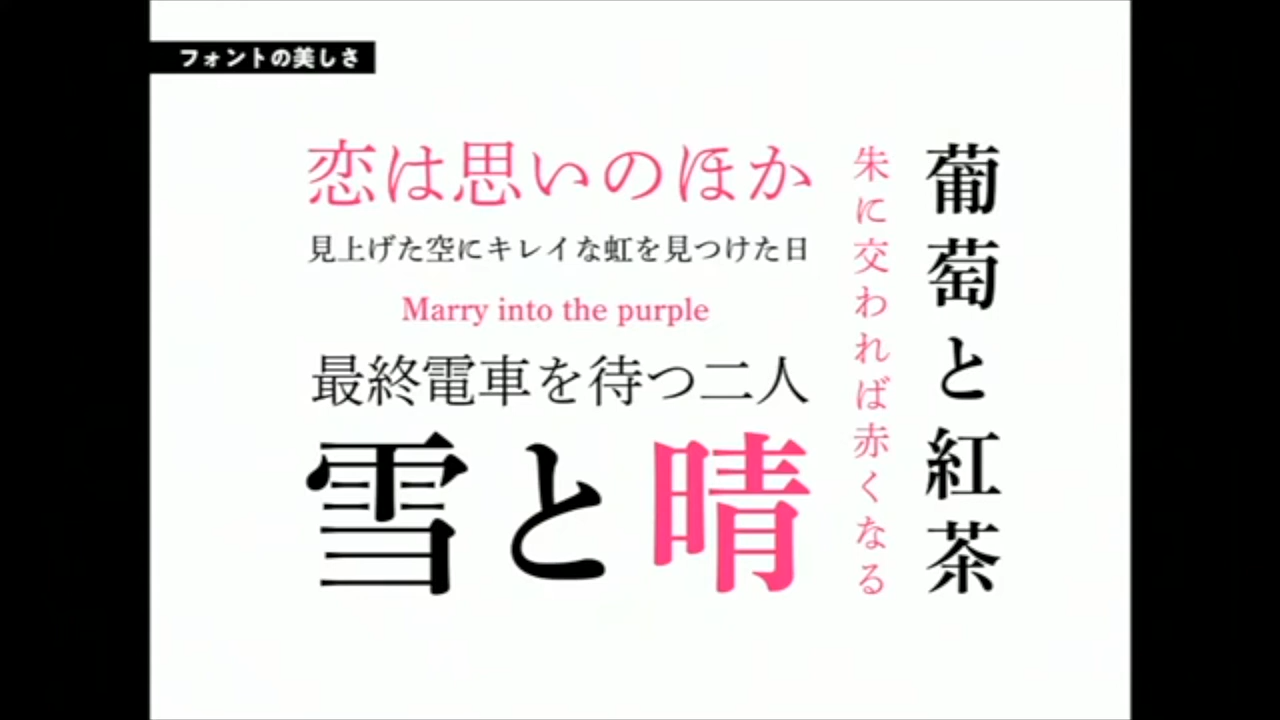 フォントの美しさ
恋は思いのほか
見上げた空にキレイな虹を見つけた日
Marry into the purple
最終電車を待つ二人
雪と晴
葡萄と紅茶
朱に交われば赤くなる